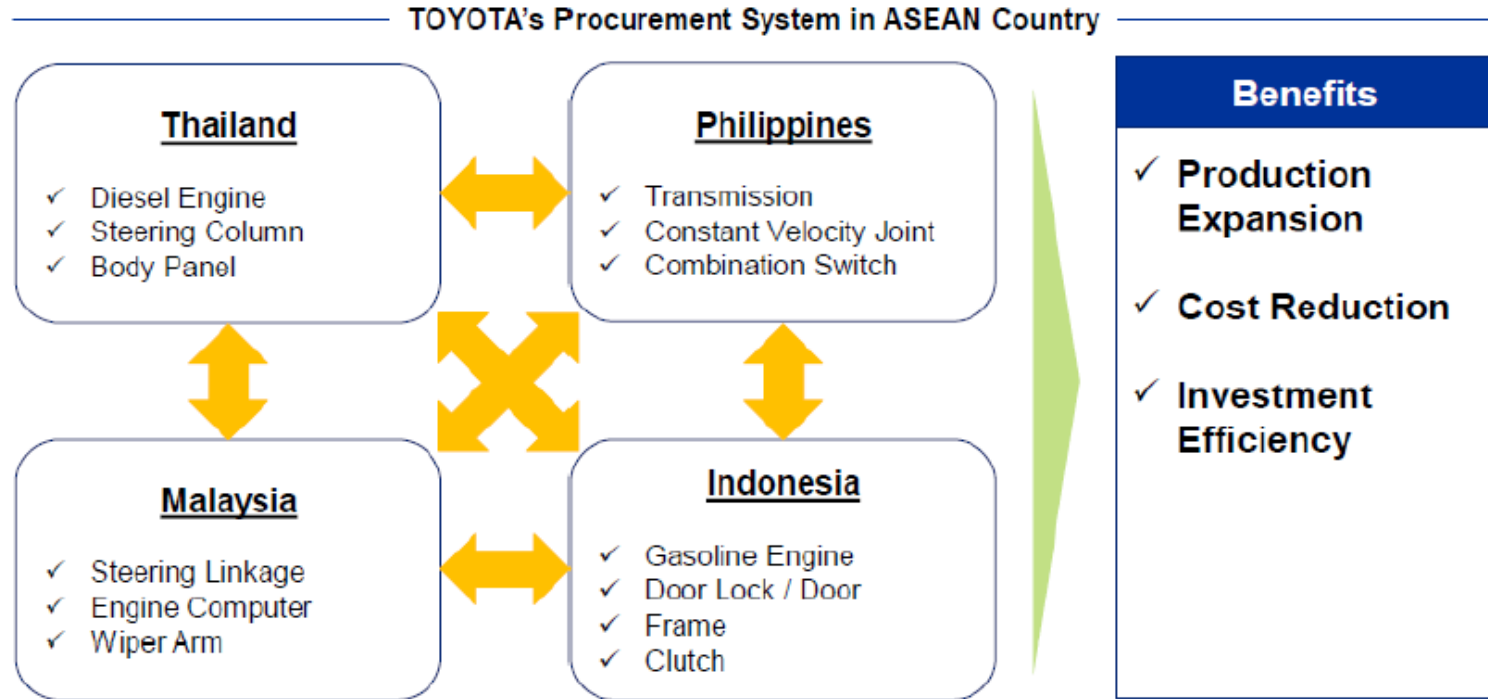 TOYOTA's Procurement System in ASEAN Country
Thailand
✓ Diesel Engine
✓ Steering Column
✓ Body Panel
Philippines
✓ Transmission
✓ Constant Velocity Joint
✓ Combination Switch
Malaysia
✓ Steering Linkage
✓ Engine Computer
✓ Wiper Arm
Indonesia
✓ Gasoline Engine
✓ Door Lock / Door
✓ Frame
✓ Clutch
Benefits
✓ Production
Expansion
✓ Cost Reduction
✓ Investment
Efficiency